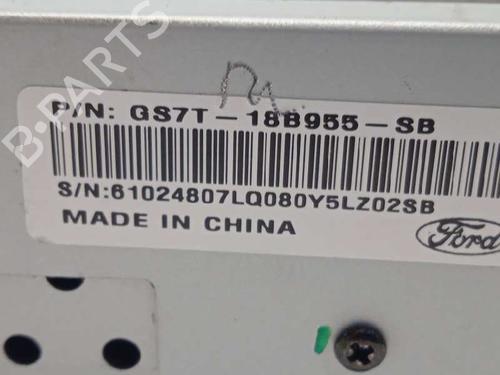 B-PARTS
P/N: GS7T-18B955-SB
S/N:61024807LQ080Y5LZ02SB
MADE IN CHINA
Ford